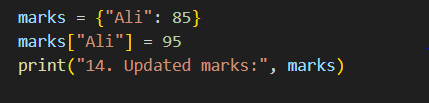 marks = {"Ali": 85}
marks["Ali"] = 95
print("14. Updated marks:", marks)